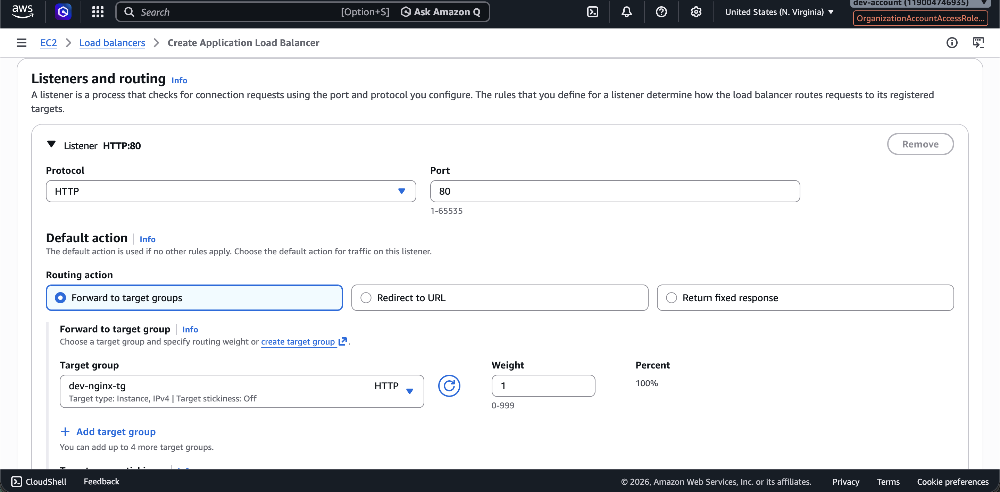 aws
Search [Option+S] Ask Amazon Q
United States (N. Virginia)
dev-account (119004746935)
OrganizationAccountAccessRole...
EC2 Load balancers Create Application Load Balancer
Listeners and routing Info
A listener is a process that checks for connection requests using the port and protocol you configure. The rules that you define for a listener determine how the load balancer routes requests to its registered
targets.
Listener HTTP:80
Remove
Protocol Port
HTTP 80
1-65535
Default action Info
The default action is used if no other rules apply. Choose the default action for traffic on this listener.
Routing action
Forward to target groups Redirect to URL Return fixed response
Forward to target group Info
Choose a target group and specify routing weight or create target group .
Target group Weight Percent
dev-nginx-tg HTTP 1 100%
Target type: Instance, IPv4 | Target stickiness: Off
0-999
+ Add target group
You can add up to 4 more target groups.
Target group stickiness Info
CloudShell Feedback © 2026, Amazon Web Services, Inc. or its affiliates. Privacy Terms Cookie preferences